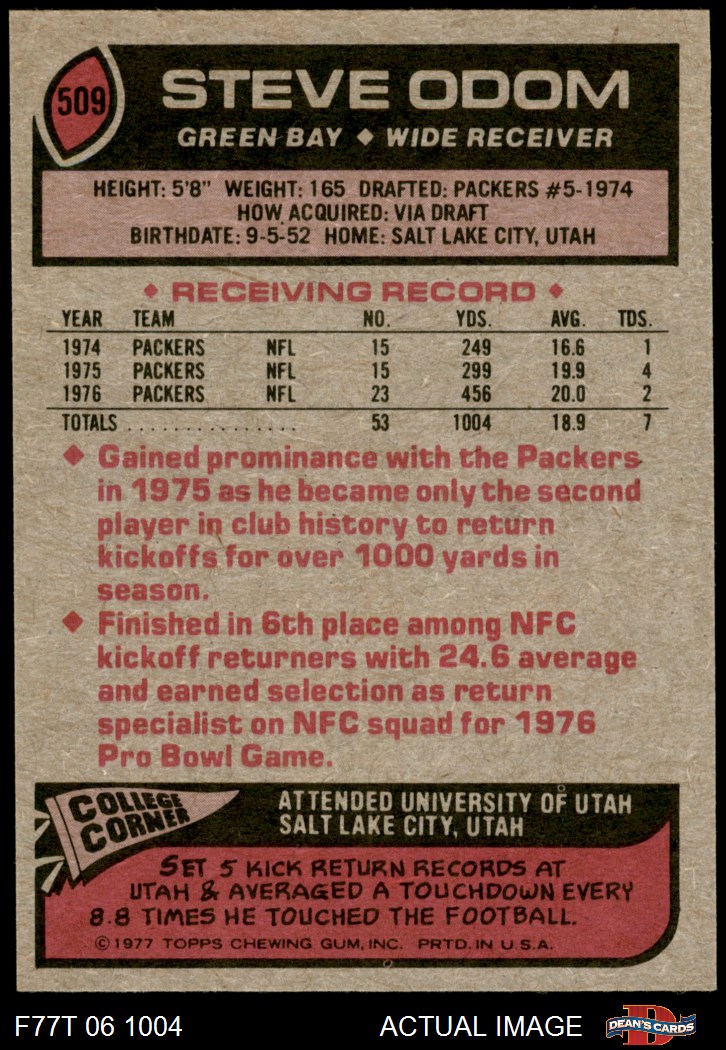 509
STEVE ODOM
GREEN BAY ◆ WIDE RECEIVER
HEIGHT: 5'8" WEIGHT: 165 DRAFTED: PACKERS #5-1974
HOW ACQUIRED: VIA DRAFT
BIRTHDATE: 9-5-52 HOME: SALT LAKE CITY, UTAH
◆ RECEIVING RECORD ◆
YEAR TEAM NO. YDS. AVG. TDS.
1974 PACKERS NFL 15 249 16.6 1
1975 PACKERS NFL 15 299 19.9 4
1976 PACKERS NFL 23 456 20.0 2
TOTALS . . . . . . . . . . . . . . . 53 1004 18.9 7
◆ Gained prominence with the Packers
in 1975 as he became only the second
player in club history to return
kickoffs for over 1000 yards in
season.
◆ Finished in 6th place among NFC
kickoff returners with 24.6 average
and earned selection as return
specialist on NFC squad for 1976
Pro Bowl Game.
COLLEGE
CORNER
ATTENDED UNIVERSITY OF UTAH
SALT LAKE CITY, UTAH
SET 5 KICK RETURN RECORDS AT
UTAH & AVERAGED A TOUCHDOWN EVERY
8.8 TIMES HE TOUCHED THE FOOTBALL.
© 1977 TOPPS CHEWING GUM, INC. PRTD. IN U.S.A.
F77T 06 1004 ACTUAL IMAGE D DEAN'S CARDS